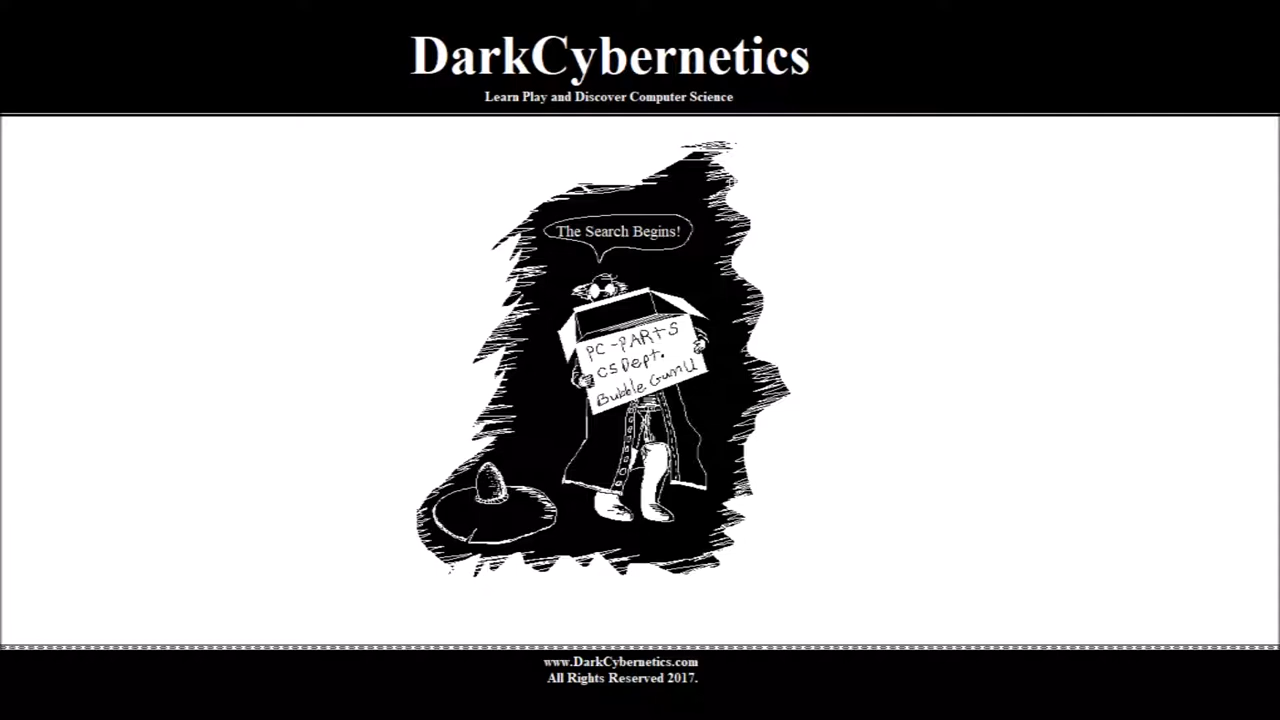 DarkCybernetics
Learn Play and Discover Computer Science
The Search Begins!
PC-PARTS
CS Dept.
Bubble Gum U
www.DarkCybernetics.com
All Rights Reserved 2017.